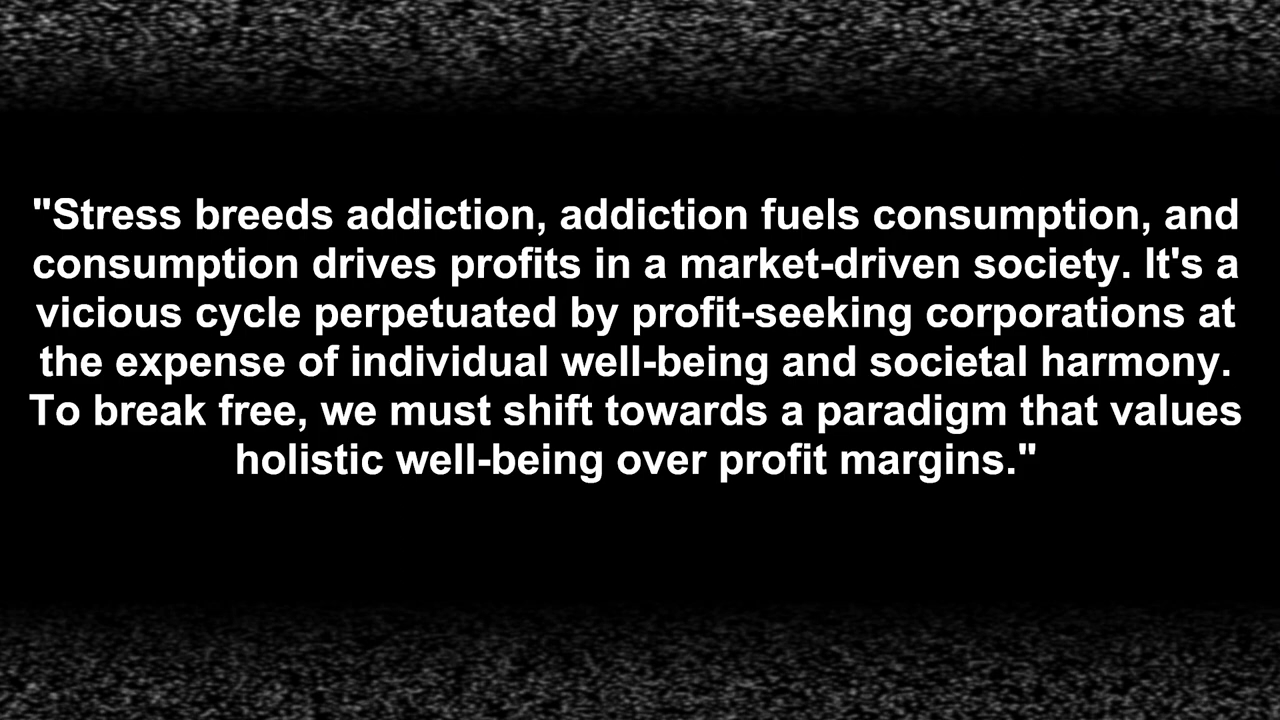 "Stress breeds addiction, addiction fuels consumption, and
consumption drives profits in a market-driven society. It's a
vicious cycle perpetuated by profit-seeking corporations at
the expense of individual well-being and societal harmony.
To break free, we must shift towards a paradigm that values
holistic well-being over profit margins."